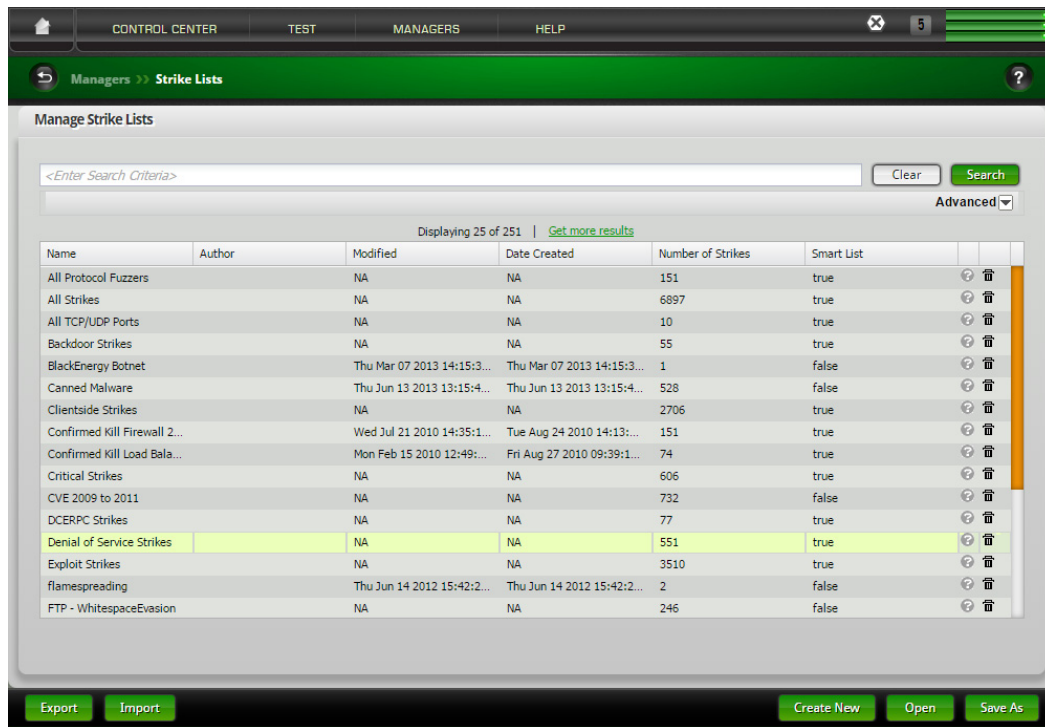 CONTROL CENTER TEST MANAGERS HELP 5
Managers >> Strike Lists ?
Manage Strike Lists
<Enter Search Criteria> Clear Search
Advanced
Displaying 25 of 251 | Get more results
Name Author Modified Date Created Number of Strikes Smart List
All Protocol Fuzzers NA NA 151 true
All Strikes NA NA 6897 true
All TCP/UDP Ports NA NA 10 true
Backdoor Strikes NA NA 55 true
BlackEnergy Botnet Thu Mar 07 2013 14:15:3... Thu Mar 07 2013 14:15:3... 1 false
Canned Malware Thu Jun 13 2013 13:15:4... Thu Jun 13 2013 13:15:4... 528 false
Clientside Strikes NA NA 2706 true
Confirmed Kill Firewall 2... Wed Jul 21 2010 14:35:1... Tue Aug 24 2010 14:13:... 151 true
Confirmed Kill Load Bala... Mon Feb 15 2010 12:49:... Fri Aug 27 2010 09:39:1... 74 true
Critical Strikes NA NA 606 true
CVE 2009 to 2011 NA NA 732 false
DCERPC Strikes NA NA 77 true
Denial of Service Strikes NA NA 551 true
Exploit Strikes NA NA 3510 true
flamespreading Thu Jun 14 2012 15:42:2... Thu Jun 14 2012 15:42:2... 2 false
FTP - WhitespaceEvasion NA NA 246 false
Export Import Create New Open Save As